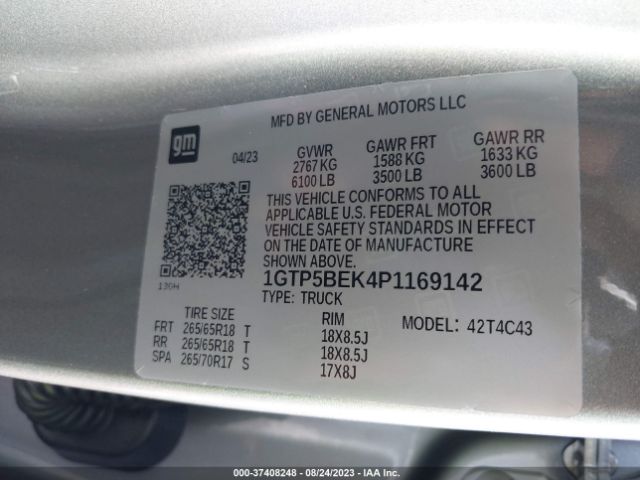 MFD BY GENERAL MOTORS LLC
gm
04/23
GVWR GAWR FRT GAWR RR
2767 KG 1588 KG 1633 KG
6100 LB 3500 LB 3600 LB
THIS VEHICLE CONFORMS TO ALL
APPLICABLE U.S. FEDERAL MOTOR
VEHICLE SAFETY STANDARDS IN EFFECT
ON THE DATE OF MANUFACTURE
SHOWN ABOVE.
1GTP5BEK4P1169142
TYPE: TRUCK
TIRE SIZE RIM MODEL: 42T4C43
FRT 265/65R18 T 18X8.5J
RR 265/65R18 T 18X8.5J
SPA 265/70R17 S 17X8J
000-37408248 - 08/24/2023 - IAA Inc.